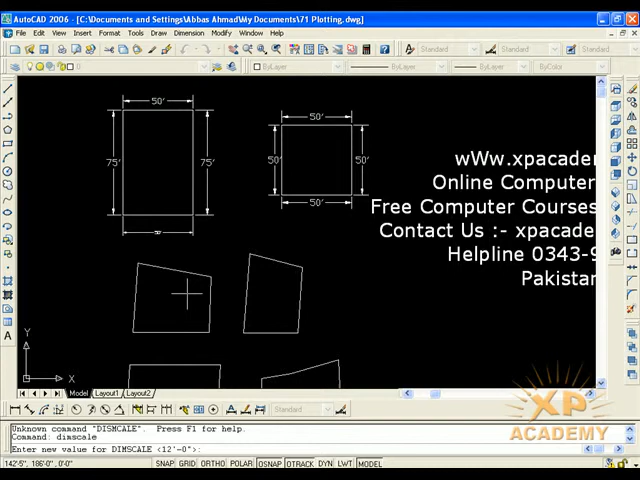 AutoCAD 2006 - [C:\Documents and Settings\Abbas Ahmad\My Documents\71 Plotting.dwg]
File Edit View Insert Format Tools Draw Dimension Modify Window Help
Standard Standard Standard
0 ByLayer ByLayer ByLayer ByColor
50'
75' 75'
50'
50' 50'
50'
wWw.xpacader
Online Computer
Free Computer Courses
Contact Us :- xpacade
Helpline 0343-9
Pakistan
Y
X
Model Layout1 Layout2
Standard
XP
ACADEMY
Unknown command "DISMCALE". Press F1 for help.
Command: dimscale
Enter new value for DIMSCALE <12'-0">:
142'-5", 186'-0", 0'-0"
SNAP GRID ORTHO POLAR OSNAP OTRACK DYN LWT MODEL